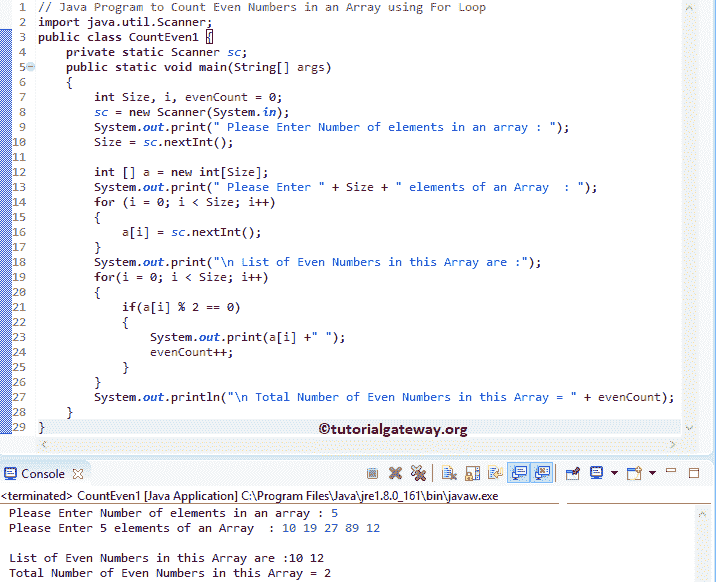 1 // Java Program to Count Even Numbers in an Array using For Loop
2 import java.util.Scanner;
3 public class CountEven1 {
4     private static Scanner sc;
5     public static void main(String[] args)
6     {
7         int Size, i, evenCount = 0;
8         sc = new Scanner(System.in);
9         System.out.print(" Please Enter Number of elements in an array : ");
10         Size = sc.nextInt();
11
12         int [] a = new int[Size];
13         System.out.print(" Please Enter " + Size + " elements of an Array  : ");
14         for (i = 0; i < Size; i++)
15         {
16             a[i] = sc.nextInt();
17         }
18         System.out.print("\n List of Even Numbers in this Array are :");
19         for(i = 0; i < Size; i++)
20         {
21             if(a[i] % 2 == 0)
22             {
23                 System.out.print(a[i] +" ");
24                 evenCount++;
25             }
26         }
27         System.out.println("\n Total Number of Even Numbers in this Array = " + evenCount);
28     }
29 }
©tutorialgateway.org
Console
<terminated> CountEven1 [Java Application] C:\Program Files\Java\jre1.8.0_161\bin\javaw.exe
Please Enter Number of elements in an array : 5
Please Enter 5 elements of an Array  : 10 19 27 89 12
List of Even Numbers in this Array are :10 12
Total Number of Even Numbers in this Array = 2